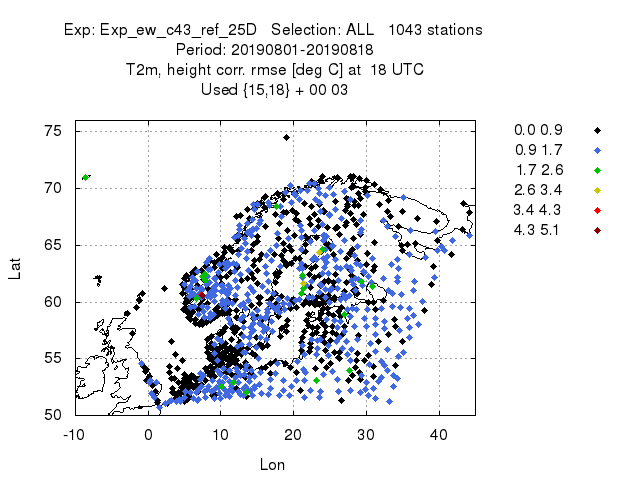 Exp: Exp_ew_c43_ref_25D   Selection: ALL   1043 stations
Period: 20190801-20190818
T2m, height corr. rmse [deg C] at  18 UTC
Used {15,18} + 00 03
75
70
65
60
55
50
Lat
-10 0 10 20 30 40
Lon
0.0 0.9
0.9 1.7
1.7 2.6
2.6 3.4
3.4 4.3
4.3 5.1